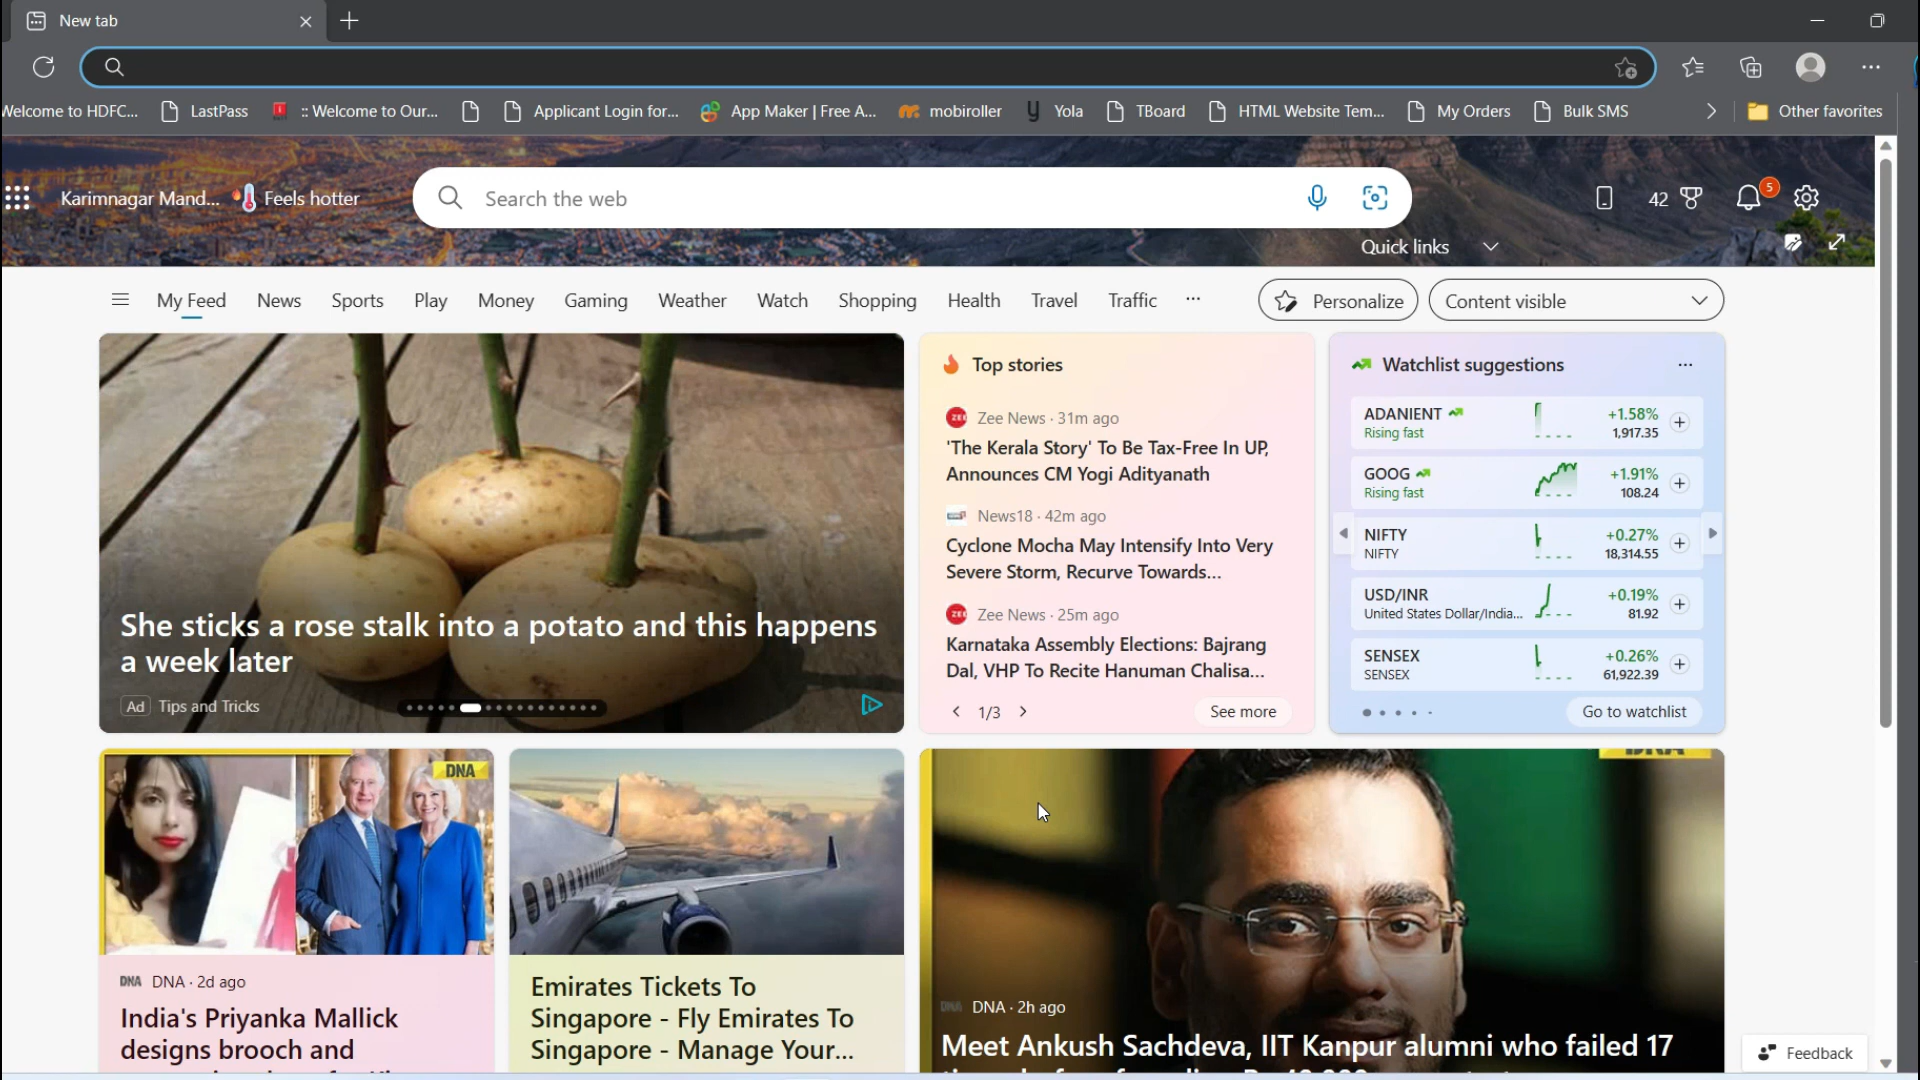 New tab
Welcome to HDFC... LastPass :: Welcome to Our... Applicant Login for... App Maker | Free A... mobiroller Yola TBoard HTML Website Tem... My Orders Bulk SMS Other favorites
Karimnagar Mand... Feels hotter Search the web 42 5
Quick links
My Feed News Sports Play Money Gaming Weather Watch Shopping Health Travel Traffic ... Personalize Content visible
She sticks a rose stalk into a potato and this happens
a week later
Ad Tips and Tricks
Top stories
Zee News · 31m ago
'The Kerala Story' To Be Tax-Free In UP,
Announces CM Yogi Adityanath
News18 · 42m ago
Cyclone Mocha May Intensify Into Very
Severe Storm, Recurve Towards...
Zee News · 25m ago
Karnataka Assembly Elections: Bajrang
Dal, VHP To Recite Hanuman Chalisa...
1/3 See more
Watchlist suggestions
ADANIENT +1.58%
Rising fast 1,917.35
GOOG +1.91%
Rising fast 108.24
NIFTY +0.27%
NIFTY 18,314.55
USD/INR +0.19%
United States Dollar/India... 81.92
SENSEX +0.26%
SENSEX 61,922.39
Go to watchlist
DNA
DNA DNA · 2d ago
India's Priyanka Mallick
designs brooch and
Emirates Tickets To
Singapore - Fly Emirates To
Singapore - Manage Your...
DNA
DNA DNA · 2h ago
Meet Ankush Sachdeva, IIT Kanpur alumni who failed 17
Feedback